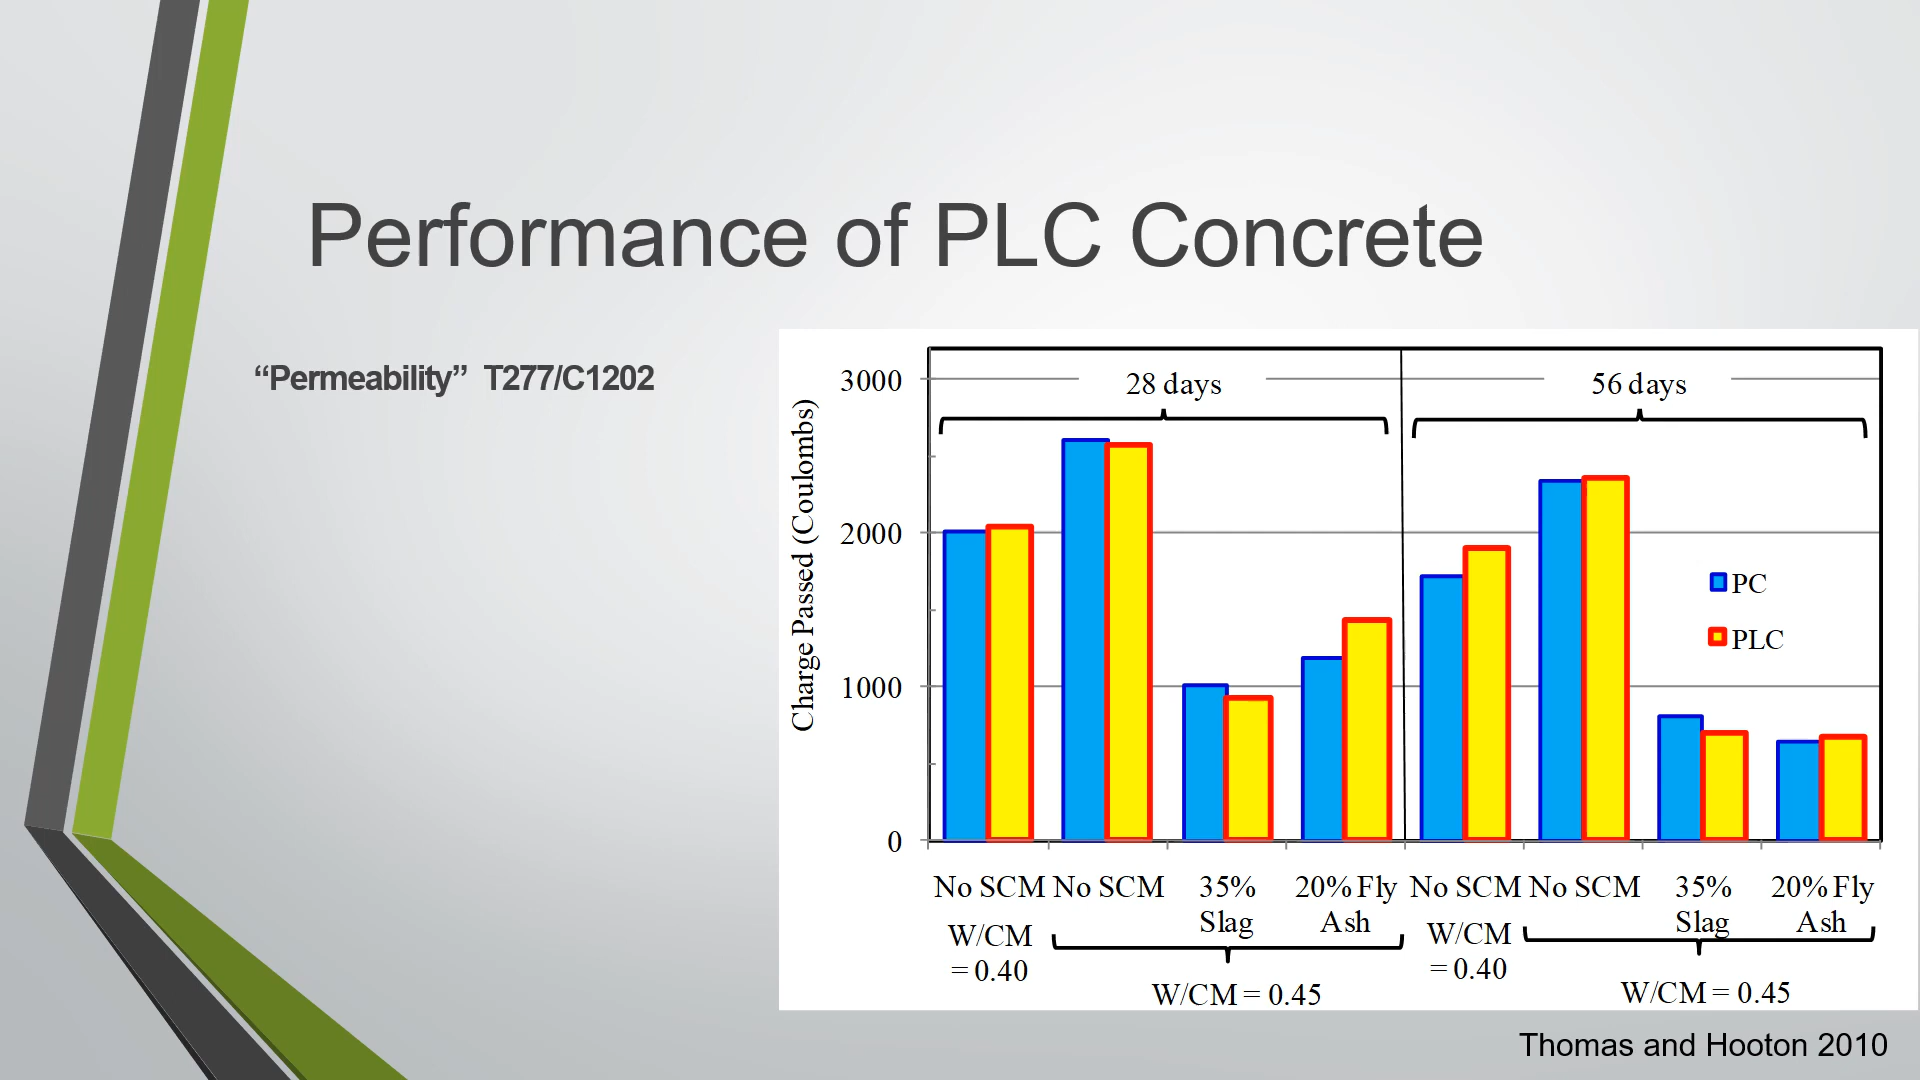 Performance of PLC Concrete
“Permeability” T277/C1202
Charge Passed (Coulombs)
3000
2000
1000
0
28 days
56 days
PC
PLC
No SCM No SCM 35% 20% Fly No SCM No SCM 35% 20% Fly
Slag Ash Slag Ash
W/CM W/CM
= 0.40 = 0.40
W/CM = 0.45 W/CM = 0.45
Thomas and Hooton 2010